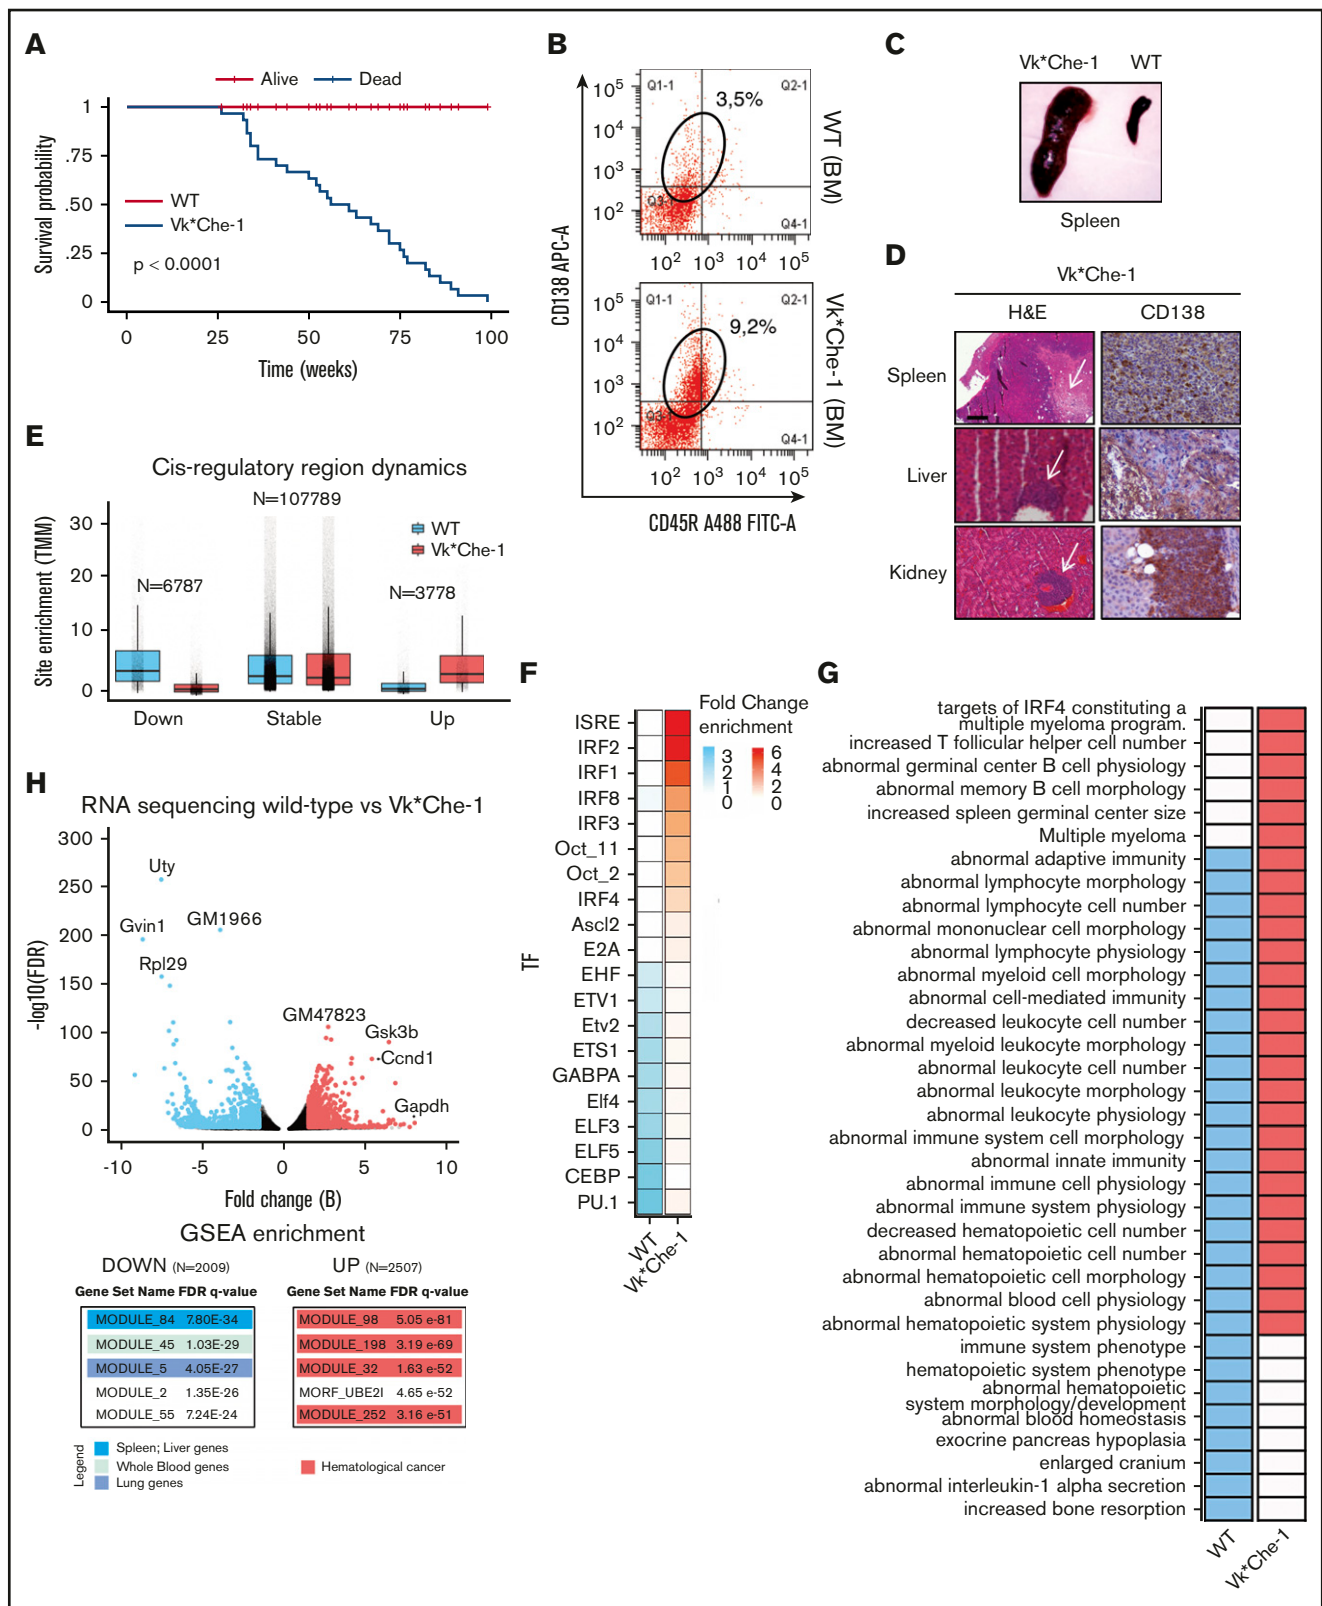 A
Alive Dead
1
.75
.50
.25
0
Survival probability
WT
Vk*Che-1
p < 0.0001
0 25 50 75 100
Time (weeks)
B
Q1-1 Q2-1
3,5%
Q3-1
Q4-1
10⁵
10⁴
10³
10²
10² 10³ 10⁴ 10⁵
WT (BM)
Q1-1 Q2-1
9,2%
Q3-1
Q4-1
10⁵
10⁴
10³
10²
10² 10³ 10⁴ 10⁵
Vk*Che-1 (BM)
CD138 APC-A
CD45R A488 FITC-A
C
Vk*Che-1 WT
Spleen
D
Vk*Che-1
H&E CD138
Spleen
Liver
Kidney
E
Cis-regulatory region dynamics
N=107789
WT
Vk*Che-1
N=6787
N=3778
30
20
10
0
Site enrichment (TMM)
Down Stable Up
F
Fold Change
enrichment
3
2
1
0
6
4
2
0
ISRE
IRF2
IRF1
IRF8
IRF3
Oct_11
Oct_2
IRF4
Ascl2
E2A
EHF
ETV1
Etv2
ETS1
GABPA
Elf4
ELF3
ELF5
CEBP
PU.1
TF
WT
Vk*Che-1
G
targets of IRF4 constituting a
multiple myeloma program.
increased T follicular helper cell number
abnormal germinal center B cell physiology
abnormal memory B cell morphology
increased spleen germinal center size
Multiple myeloma
abnormal adaptive immunity
abnormal lymphocyte morphology
abnormal lymphocyte cell number
abnormal mononuclear cell morphology
abnormal lymphocyte physiology
abnormal myeloid cell morphology
abnormal cell-mediated immunity
decreased leukocyte cell number
abnormal myeloid leukocyte morphology
abnormal leukocyte cell number
abnormal leukocyte morphology
abnormal leukocyte physiology
abnormal immune system cell morphology
abnormal innate immunity
abnormal immune cell physiology
abnormal immune system physiology
decreased hematopoietic cell number
abnormal hematopoietic cell number
abnormal hematopoietic cell morphology
abnormal blood cell physiology
abnormal hematopoietic system physiology
immune system phenotype
hematopoietic system phenotype
abnormal hematopoietic
system morphology/development
abnormal blood homeostasis
exocrine pancreas hypoplasia
enlarged cranium
abnormal interleukin-1 alpha secretion
increased bone resorption
WT
Vk*Che-1
H
RNA sequencing wild-type vs Vk*Che-1
300
250
200
150
100
50
0
-log10(FDR)
Uty
GM1966
Gvin1
Rpl29
GM47823
Gsk3b
Ccnd1
Gapdh
-10 -5 0 5 10
Fold change (B)
GSEA enrichment
DOWN (N=2009)
Gene Set Name FDR q-value
MODULE_84 7.80E-34
MODULE_45 1.03E-29
MODULE_5 4.05E-27
MODULE_2 1.35E-26
MODULE_55 7.24E-24
UP (N=2507)
Gene Set Name FDR q-value
MODULE_98 5.05 e-81
MODULE_198 3.19 e-69
MODULE_32 1.63 e-52
MORF_UBE2I 4.65 e-52
MODULE_252 3.16 e-51
Legend
Spleen; Liver genes
Whole Blood genes
Lung genes
Hematological cancer